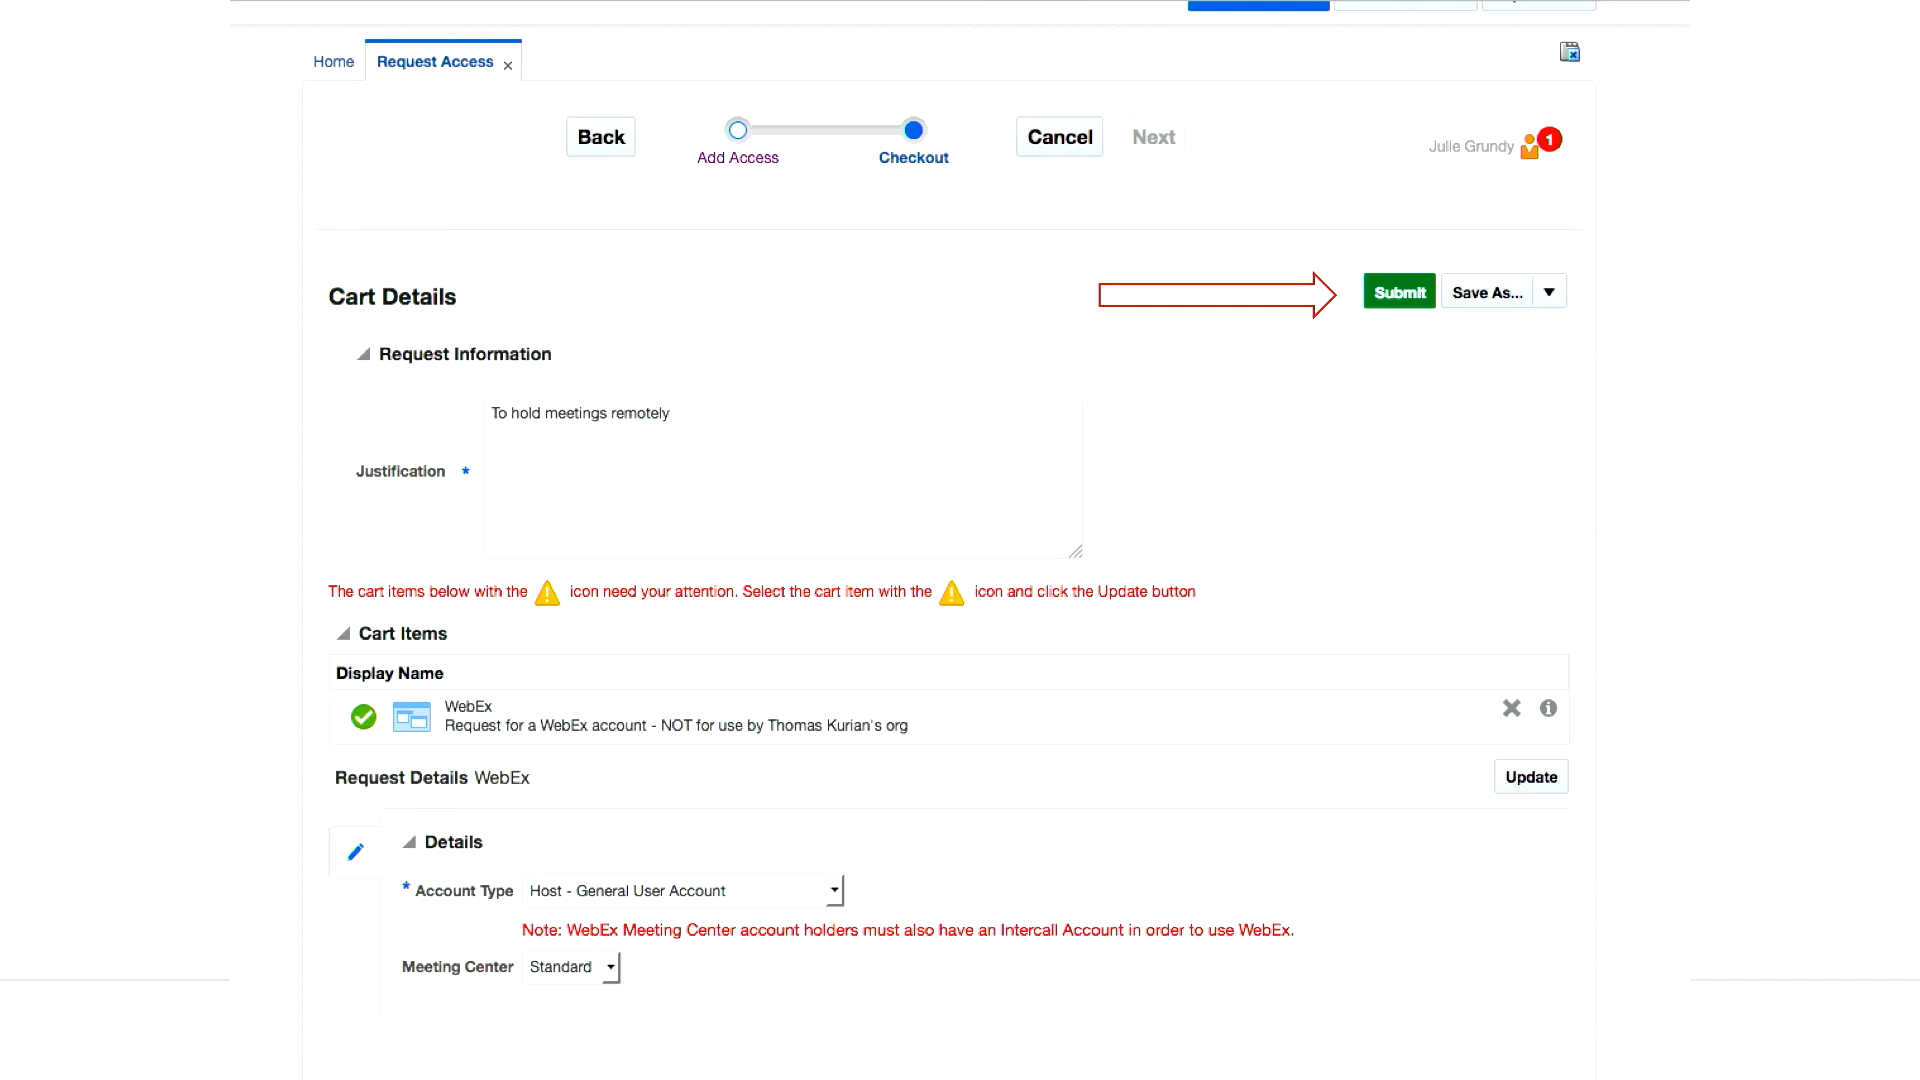 Home
Request Access
Back
Add Access
Checkout
Cancel
Next
Julie Grundy
1
Cart Details
Submit
Save As...
Request Information
To hold meetings remotely
Justification *
The cart items below with the icon need your attention. Select the cart item with the icon and click the Update button
Cart Items
Display Name
WebEx
Request for a WebEx account - NOT for use by Thomas Kurian's org
Request Details WebEx
Update
Details
* Account Type Host - General User Account
Note: WebEx Meeting Center account holders must also have an Intercall Account in order to use WebEx.
Meeting Center Standard